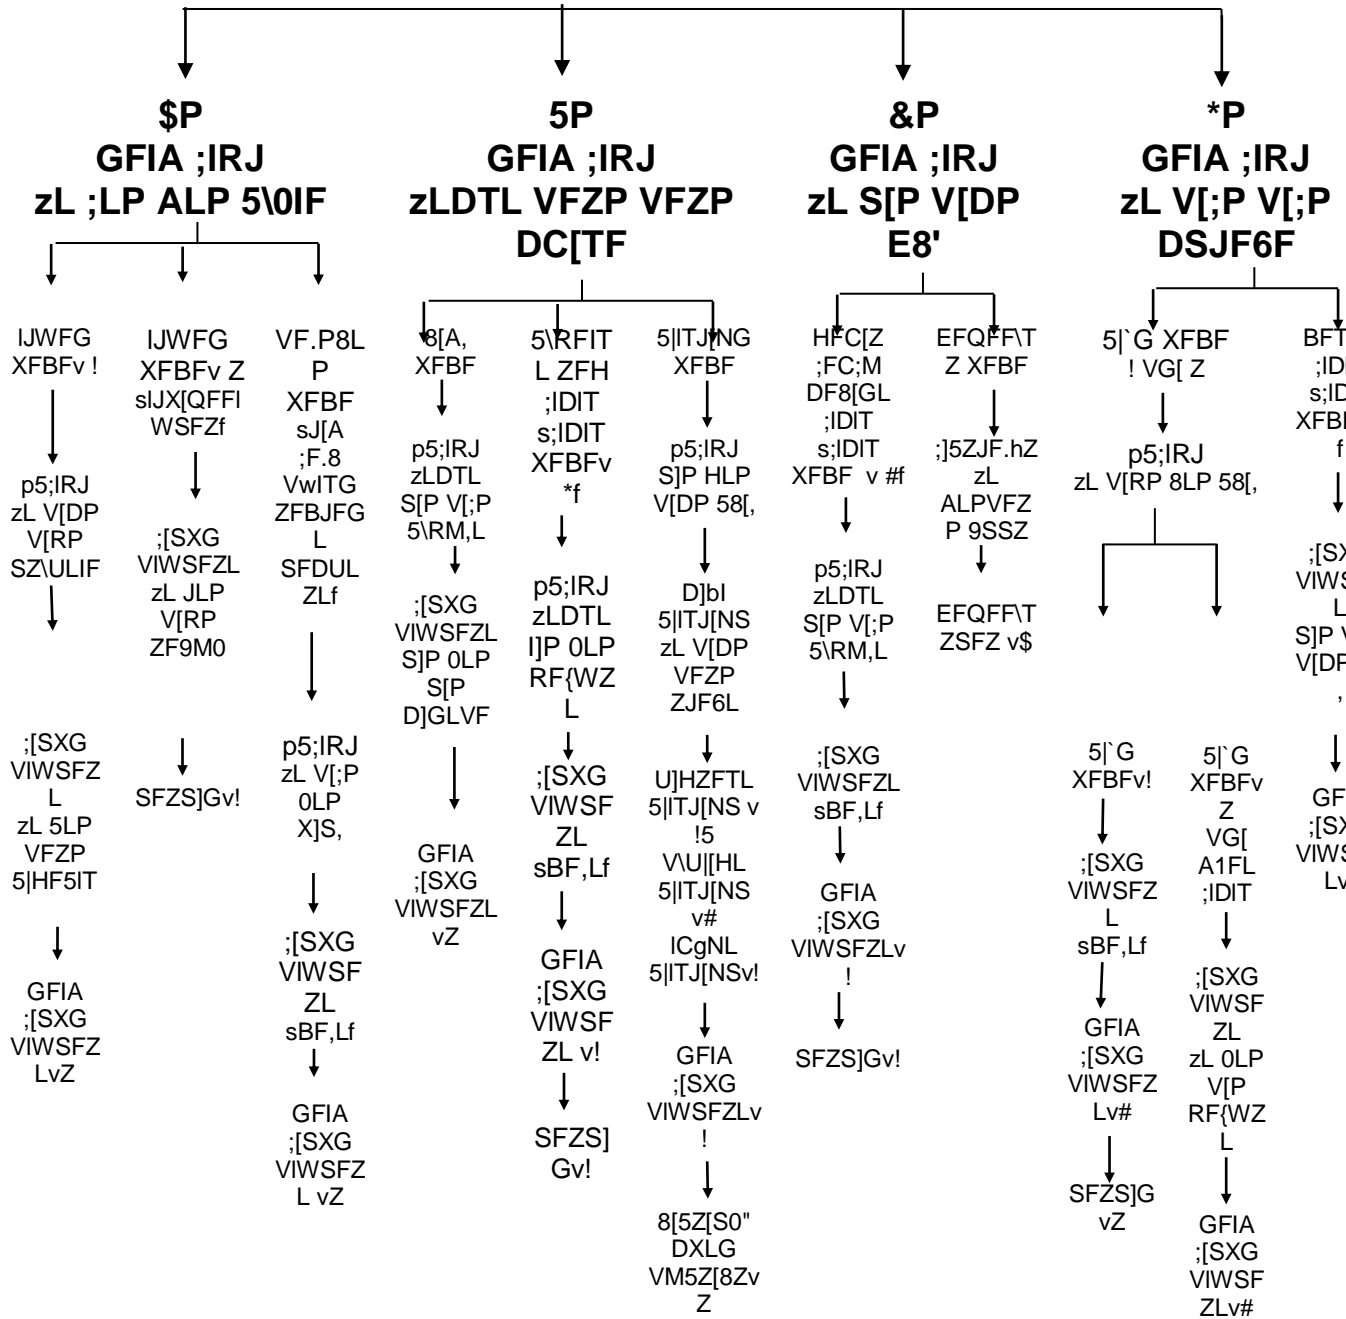 $P
GFIA ;IRJ
zL ;LP ALP 5\0IF
5P
GFIA ;IRJ
zLDTL VFZP VFZP
DC[TF
&P
GFIA ;IRJ
zL S[P V[DP
E8'
*P
GFIA ;IRJ
zL V[;P V[;P
DSJF6F
IJWFG
XFBFv !
p5;IRJ
zL V[DP
V[RP
SZ\ULIF
;[SXG
VIWSFZ
L
zL 5LP
VFZP
5|HF5IT
GFIA
;[SXG
VIWSFZ
LvZ
IJWFG
XFBFv Z
sIJX[QFFI
WSFZf
;[SXG
VIWSFZL
zL JLP
V[RP
ZF9M0
SFZS]Gv!
VF.P8L
P
XFBF
sJ[A
;F.8
VwITG
ZFBJFG
L
SFDUL
ZLf
p5;IRJ
zL V[;P
0LP
X]S,
;[SXG
VIWSF
ZL
sBF,Lf
GFIA
;[SXG
VIWSFZ
L vZ
8[A,
XFBF
p5;IRJ
zLDTL
S[P V[;P
5\RM,L
;[SXG
VIWSFZL
S]P 0LP
S[P
D]GLVF
GFIA
;[SXG
VIWSFZL
vZ
5\RFIT
L ZFH
;IDIT
s;IDIT
XFBFv
*f
p5;IRJ
zLDTL
I]P 0LP
RF{WZ
L
;[SXG
VIWSF
ZL
sBF,Lf
GFIA
;[SXG
VIWSF
ZL v!
SFZS]
Gv!
5|ITJ[NG
XFBF
p5;IRJ
S]P HLP
V[DP 58[,
D]bI
5|ITJ[NS
zL V[DP
VFZP
ZJF6L
U]HZFTL
5|ITJ[NS v
!5
V\U|[HL
5|ITJ[NS
v#
ICgNL
5|ITJ[NSv!
GFIA
;[SXG
VIWSFZLv
!
8[5Z[S0"
DXLG
VM5Z[8Zv
Z
HFC[Z
;FC;M
DF8[GL
;IDIT
s;IDIT
XFBF v #f
p5;IRJ
zLDTL
S[P V[;P
5\RM,L
;[SXG
VIWSFZL
sBF,Lf
GFIA
;[SXG
VIWSFZLv
!
SFZS]Gv!
EFQFF\T
Z XFBF
;]5ZJF.hZ
zL
ALPVFZ
P 9SSZ
EFQFF\T
ZSFZ v$
5|`G XFBF
! VG[ Z
p5;IRJ
zL V[RP 8LP 58[,
5|`G
XFBFv!
;[SXG
VIWSFZ
L
sBF,Lf
GFIA
;[SXG
VIWSFZ
Lv#
SFZS]G
vZ
5|`G
XFBFv
Z
VG[
A1FL
;IDIT
;[SXG
VIWSF
ZL
zL 0LP
V[P
RF{WZ
L
GFIA
;[SXG
VIWSF
ZLv#